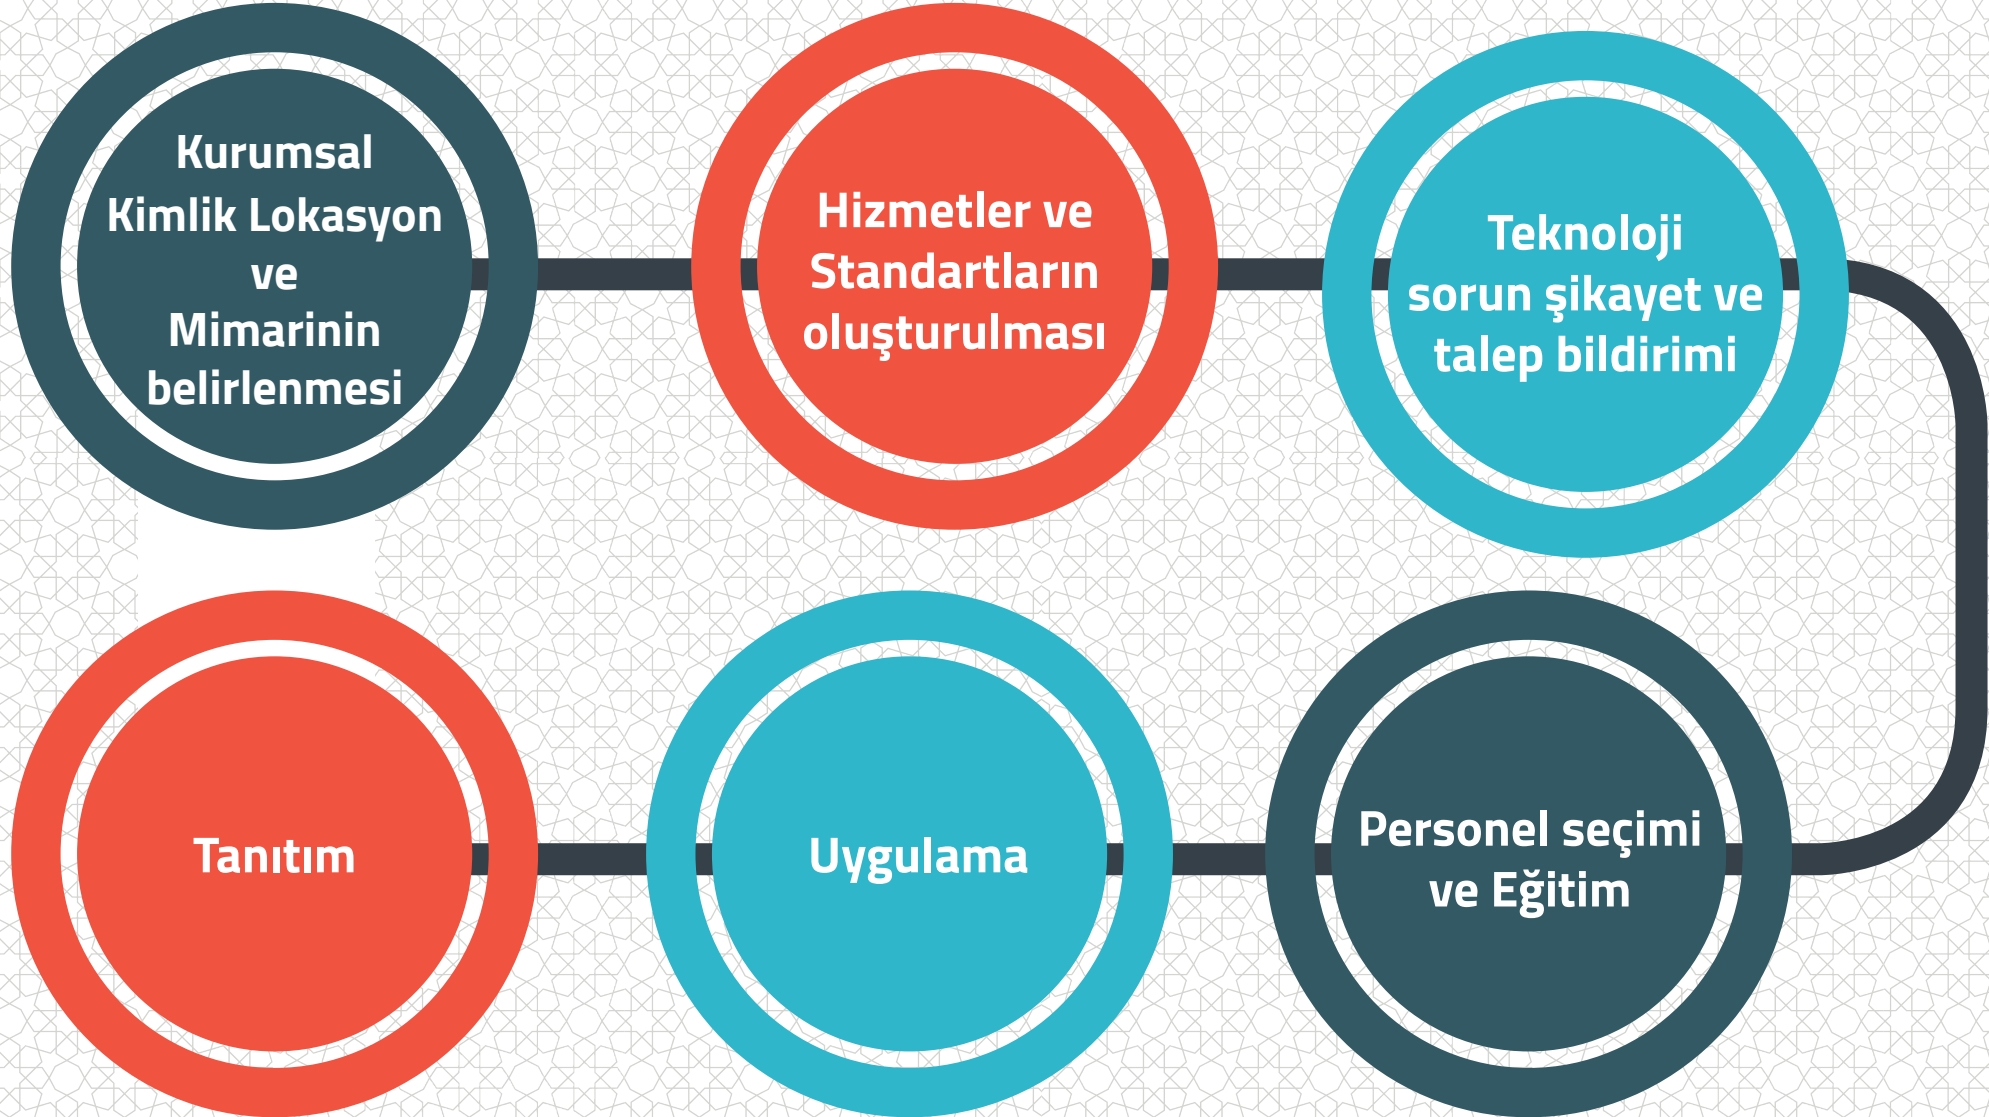 Kurumsal
Kimlik Lokasyon
ve
Mimarinin
belirlenmesi
Hizmetler ve
Standartların
oluşturulması
Teknoloji
sorun şikayet ve
talep bildirimi
Personel seçimi
ve Eğitim
Uygulama
Tanıtım